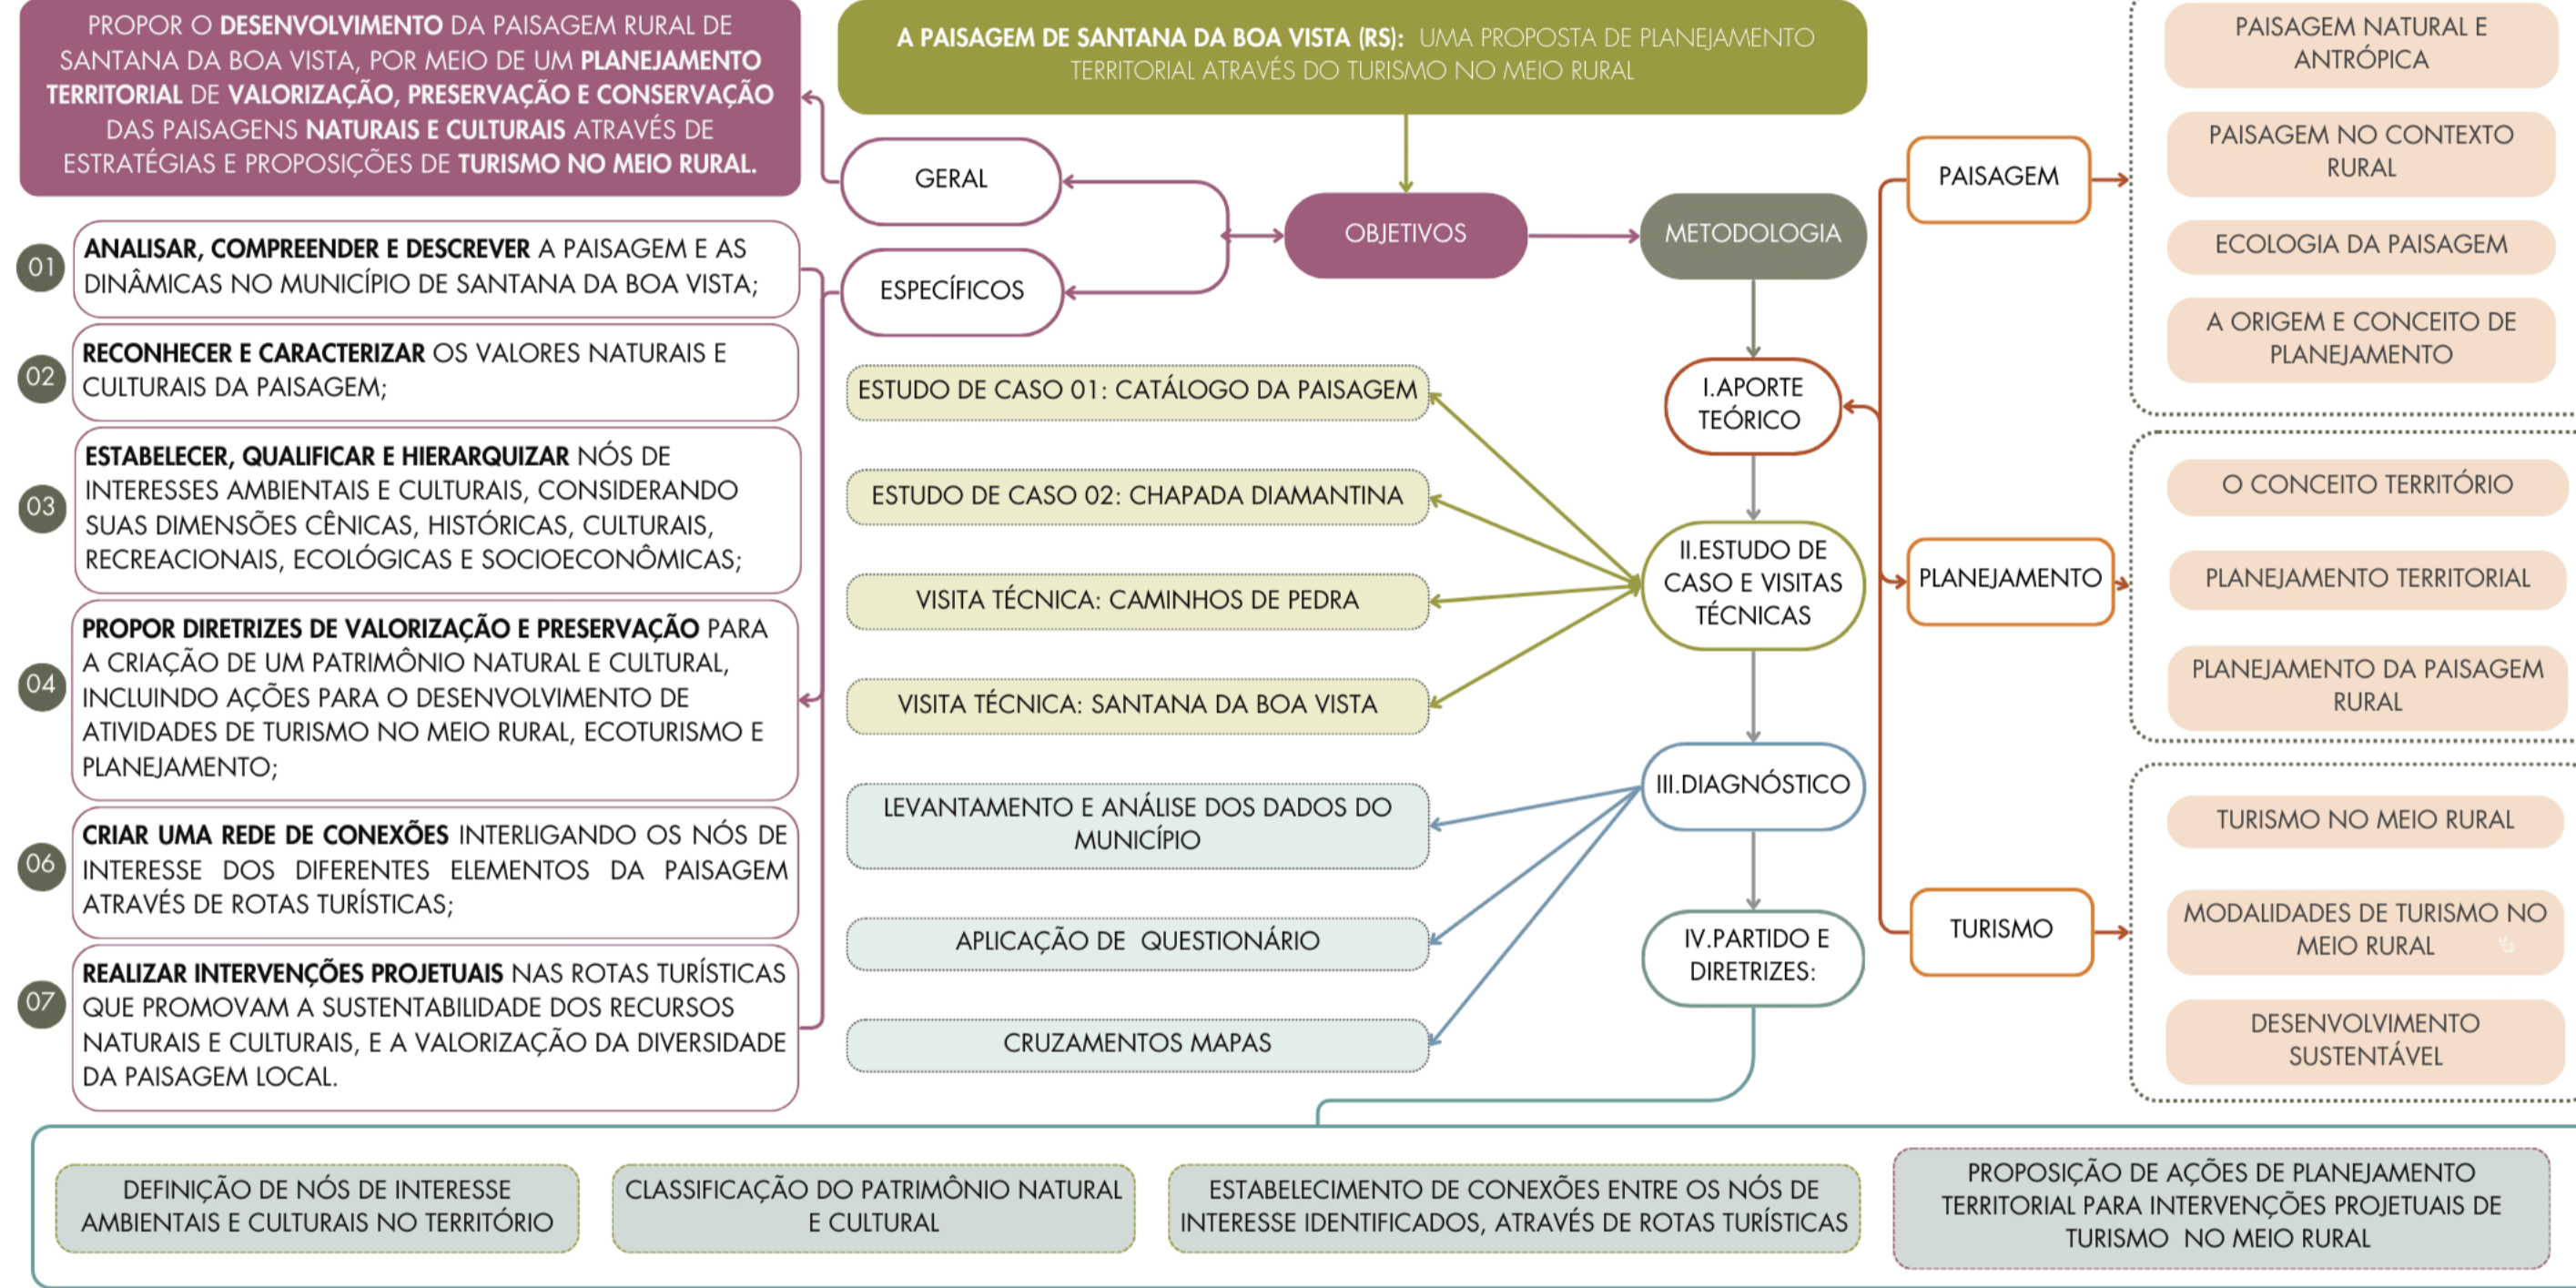 PROPOR O DESENVOLVIMENTO DA PAISAGEM RURAL DE
SANTANA DA BOA VISTA, POR MEIO DE UM PLANEJAMENTO
TERRITORIAL DE VALORIZAÇÃO, PRESERVAÇÃO E CONSERVAÇÃO
DAS PAISAGENS NATURAIS E CULTURAIS ATRAVÉS DE
ESTRATÉGIAS E PROPOSIÇÕES DE TURISMO NO MEIO RURAL.
A PAISAGEM DE SANTANA DA BOA VISTA (RS): UMA PROPOSTA DE PLANEJAMENTO
TERRITORIAL ATRAVÉS DO TURISMO NO MEIO RURAL
GERAL
ESPECÍFICOS
OBJETIVOS
METODOLOGIA
01
ANALISAR, COMPREENDER E DESCREVER A PAISAGEM E AS
DINÂMICAS NO MUNICÍPIO DE SANTANA DA BOA VISTA;
02
RECONHECER E CARACTERIZAR OS VALORES NATURAIS E
CULTURAIS DA PAISAGEM;
03
ESTABELECER, QUALIFICAR E HIERARQUIZAR NÓS DE
INTERESSES AMBIENTAIS E CULTURAIS, CONSIDERANDO
SUAS DIMENSÕES CÊNICAS, HISTÓRICAS, CULTURAIS,
RECREACIONAIS, ECOLÓGICAS E SOCIOECONÔMICAS;
04
PROPOR DIRETRIZES DE VALORIZAÇÃO E PRESERVAÇÃO PARA
A CRIAÇÃO DE UM PATRIMÔNIO NATURAL E CULTURAL,
INCLUINDO AÇÕES PARA O DESENVOLVIMENTO DE
ATIVIDADES DE TURISMO NO MEIO RURAL, ECOTURISMO E
PLANEJAMENTO;
06
CRIAR UMA REDE DE CONEXÕES INTERLIGANDO OS NÓS DE
INTERESSE DOS DIFERENTES ELEMENTOS DA PAISAGEM
ATRAVÉS DE ROTAS TURÍSTICAS;
07
REALIZAR INTERVENÇÕES PROJETUAIS NAS ROTAS TURÍSTICAS
QUE PROMOVAM A SUSTENTABILIDADE DOS RECURSOS
NATURAIS E CULTURAIS, E A VALORIZAÇÃO DA DIVERSIDADE
DA PAISAGEM LOCAL.
ESTUDO DE CASO 01: CATÁLOGO DA PAISAGEM
ESTUDO DE CASO 02: CHAPADA DIAMANTINA
VISITA TÉCNICA: CAMINHOS DE PEDRA
VISITA TÉCNICA: SANTANA DA BOA VISTA
LEVANTAMENTO E ANÁLISE DOS DADOS DO
MUNICÍPIO
APLICAÇÃO DE QUESTIONÁRIO
CRUZAMENTOS MAPAS
I.APORTE
TEÓRICO
II.ESTUDO DE
CASO E VISITAS
TÉCNICAS
III.DIAGNÓSTICO
IV.PARTIDO E
DIRETRIZES:
PAISAGEM
PLANEJAMENTO
TURISMO
PAISAGEM NATURAL E
ANTRÓPICA
PAISAGEM NO CONTEXTO
RURAL
ECOLOGIA DA PAISAGEM
A ORIGEM E CONCEITO DE
PLANEJAMENTO
O CONCEITO TERRITÓRIO
PLANEJAMENTO TERRITORIAL
PLANEJAMENTO DA PAISAGEM
RURAL
TURISMO NO MEIO RURAL
MODALIDADES DE TURISMO NO
MEIO RURAL
DESENVOLVIMENTO
SUSTENTÁVEL
DEFINIÇÃO DE NÓS DE INTERESSE
AMBIENTAIS E CULTURAIS NO TERRITÓRIO
CLASSIFICAÇÃO DO PATRIMÔNIO NATURAL
E CULTURAL
ESTABELECIMENTO DE CONEXÕES ENTRE OS NÓS DE
INTERESSE IDENTIFICADOS, ATRAVÉS DE ROTAS TURÍSTICAS
PROPOSIÇÃO DE AÇÕES DE PLANEJAMENTO
TERRITORIAL PARA INTERVENÇÕES PROJETUAIS DE
TURISMO NO MEIO RURAL